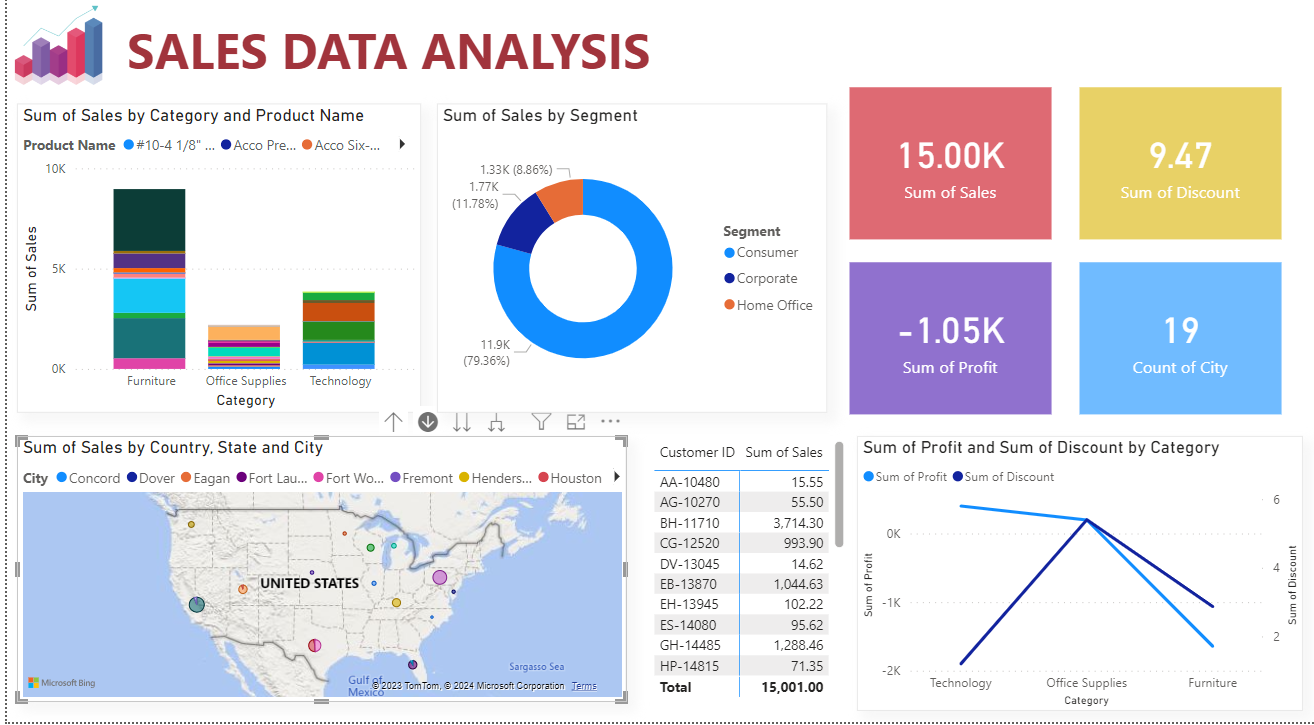 SALES DATA ANALYSIS
Sum of Sales by Category and Product Name
Product Name #10-4 1/8" ... Acco Pre... Acco Six-...
10K
5K
0K
Sum of Sales
Furniture Office Supplies Technology
Category
Sum of Sales by Segment
1.33K (8.86%)
1.77K
(11.78%)
11.9K
(79.36%)
Segment
Consumer
Corporate
Home Office
15.00K
Sum of Sales
9.47
Sum of Discount
-1.05K
Sum of Profit
19
Count of City
Sum of Sales by Country, State and City
City Concord Dover Eagan Fort Lau... Fort Wo... Fremont Henders... Houston
UNITED STATES
Sargasso Sea
Gulf of
Mexico
Microsoft Bing
© 2023 TomTom, © 2024 Microsoft Corporation Terms
Customer ID Sum of Sales
AA-10480 15.55
AG-10270 55.50
BH-11710 3,714.30
CG-12520 993.90
DV-13045 14.62
EB-13870 1,044.63
EH-13945 102.22
ES-14080 95.62
GH-14485 1,288.46
HP-14815 71.35
Total 15,001.00
Sum of Profit and Sum of Discount by Category
Sum of Profit Sum of Discount
0K
-1K
-2K
Sum of Profit
6
4
2
Sum of Discount
Technology Office Supplies Furniture
Category